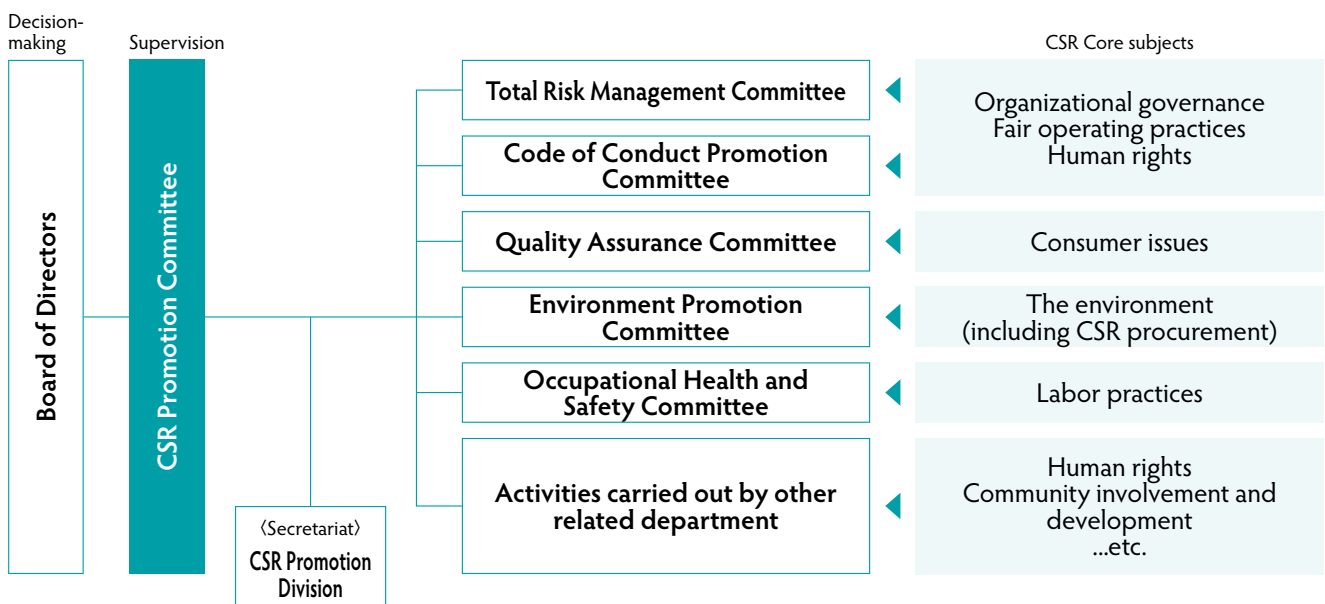 Decision-
making
Supervision
CSR Core subjects
Board of Directors
CSR Promotion Committee
〈Secretariat〉
CSR Promotion
Division
Total Risk Management Committee
Code of Conduct Promotion
Committee
Quality Assurance Committee
Environment Promotion
Committee
Occupational Health and
Safety Committee
Activities carried out by other
related department
Organizational governance
Fair operating practices
Human rights
Consumer issues
The environment
(including CSR procurement)
Labor practices
Human rights
Community involvement and
development
...etc.